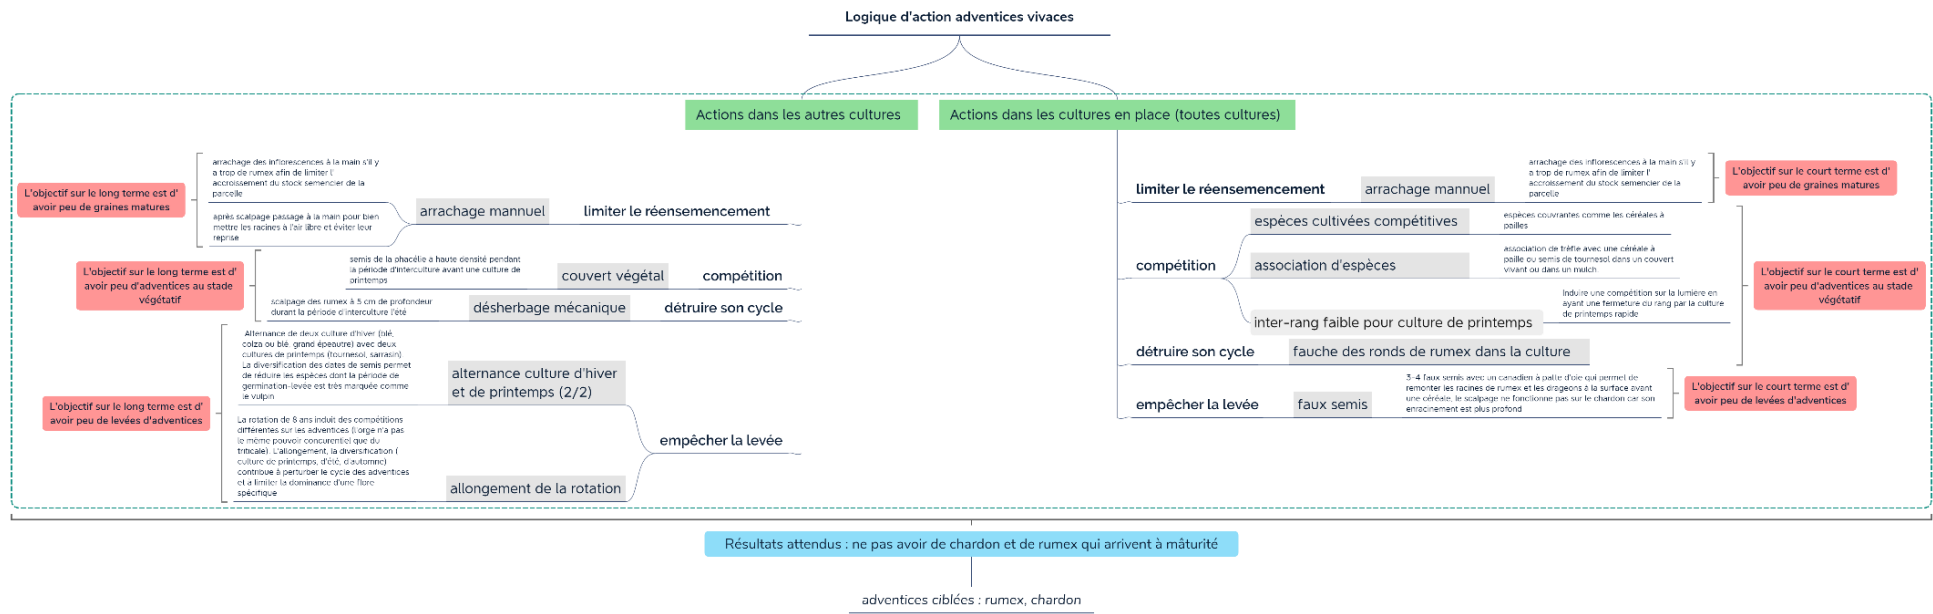 Logique d'action adventices vivaces
Actions dans les autres cultures
L'objectif sur le long terme est d'
avoir peu de graines matures
arrachage des inflorescences à la main s'il y
a trop de rumex afin de limiter l'
accroissement du stock semencier de la
parcelle
après scalpage passage à la main pour bien
mettre les racines à l'air libre et éviter leur
reprise
arrachage mannuel
limiter le réensemencement
L'objectif sur le long terme est d'
avoir peu d'adventices au stade
végétatif
semis de la phacélie a haute densité pendant
la période d'interculture avant une culture de
printemps
couvert végétal
compétition
scalpage des rumex à 5 cm de profondeur
durant la période d'interculture l'été
désherbage mécanique
détruire son cycle
L'objectif sur le long terme est d'
avoir peu de levées d'adventices
Alternance de deux culture d'hiver (blé,
colza ou blé, grand épeautre) avec deux
cultures de printemps (tournesol, sarrasin).
La diversification des dates de semis permet
de réduire les espèces dont la période de
germination-levée est très marquée comme
le vulpin
alternance culture d'hiver
et de printemps (2/2)
La rotation de 8 ans induit des compétitions
différentes sur les adventices (l'orge n'a pas
le même pouvoir concurentiel que du
triticale). L'allongement, la diversification (
culture de printemps, d'été, d'automne)
contribue à perturber le cycle des adventices
et à limiter la dominance d'une flore
spécifique
allongement de la rotation
empêcher la levée
Actions dans les cultures en place (toutes cultures)
limiter le réensemencement
arrachage mannuel
arrachage des inflorescences à la main s'il y
a trop de rumex afin de limiter l'
accroissement du stock semencier de la
parcelle
L'objectif sur le court terme est d'
avoir peu de graines matures
compétition
espèces cultivées compétitives
espèces couvrantes comme les céréales à
pailles
association d'espèces
association de trèfle avec une céréale à
paille ou semis de tournesol dans un couvert
vivant ou dans un mulch
inter-rang faible pour culture de printemps
Induire une compétition sur la lumière en
ayant une fermeture du rang par la culture
de printemps rapide
L'objectif sur le court terme est d'
avoir peu d'adventices au stade
végétatif
détruire son cycle
fauche des ronds de rumex dans la culture
empêcher la levée
faux semis
3-4 faux semis avec un canadien à patte d'oie qui permet de
remonter les racines de rumex et les drageons à la surface avant
une céréale, le scalpage ne fonctionne pas sur le chardon car son
enracinement est plus profond
L'objectif sur le court terme est d'
avoir peu de levées d'adventices
Résultats attendus : ne pas avoir de chardon et de rumex qui arrivent à mâturité
adventices ciblées : rumex, chardon